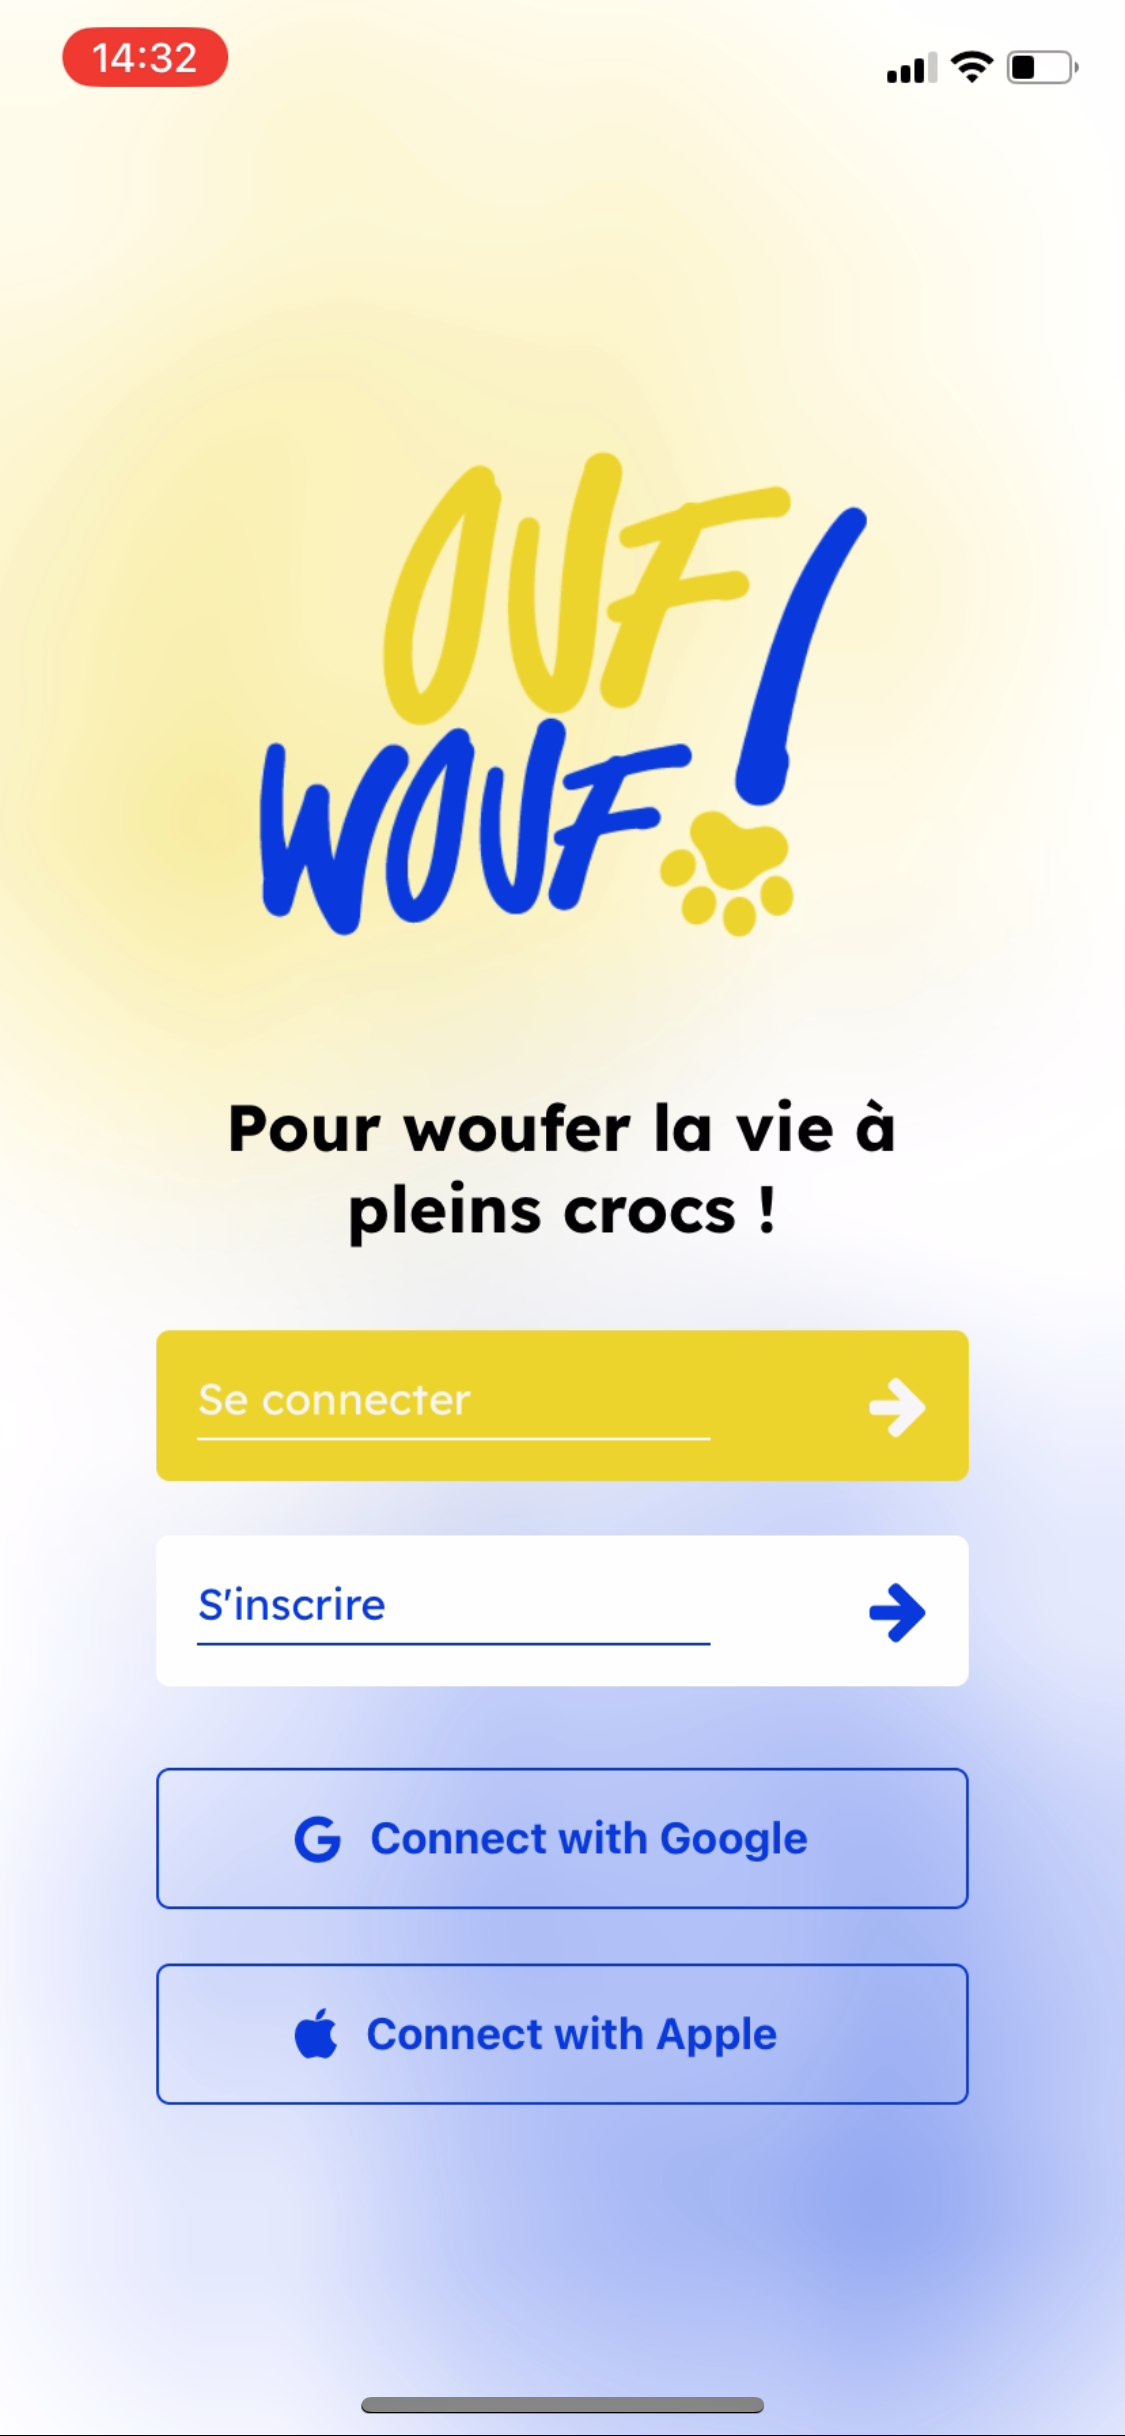 14:32
OUF
WOUF!
Pour woufer la vie à
pleins crocs !
Se connecter
S'inscrire
Connect with Google
Connect with Apple